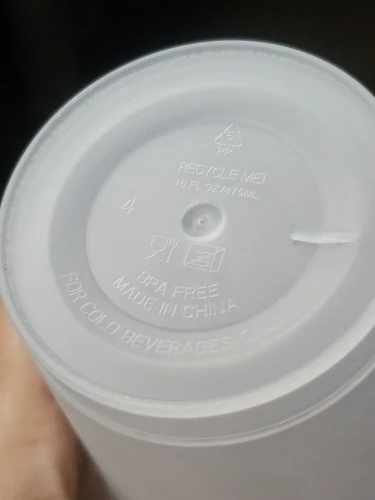 5
PP
RECYCLE ME!
16 FL OZ/475ML
4
BPA FREE
MADE IN CHINA
FOR COLD BEVERAGES ONLY